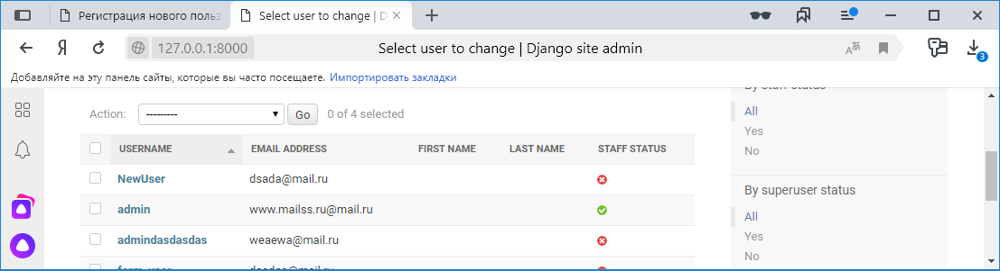 Регистрация нового польз
Select user to change | Dj
127.0.0.1:8000
Select user to change | Django site admin
3
Добавляйте на эту панель сайты, которые вы часто посещаете. Импортировать закладки
By staff status
Action: --------- Go 0 of 4 selected
All
Yes
No
USERNAME EMAIL ADDRESS FIRST NAME LAST NAME STAFF STATUS
NewUser dsada@mail.ru
admin www.mailss.ru@mail.ru
admindasdasdas weaewa@mail.ru
By superuser status
All
Yes
No